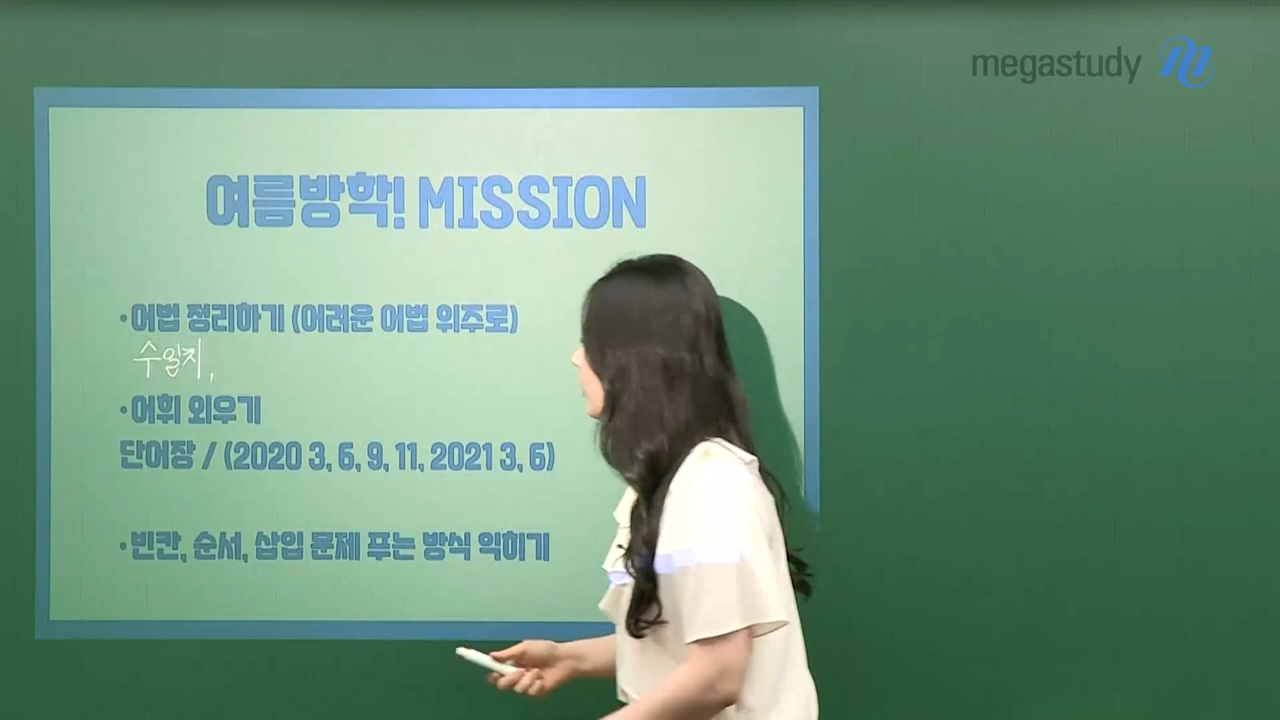 megastudy
여름방학! MISSION
· 어법 정리하기 (어려운 어법 위주로)
수일치,
· 어휘 외우기
단어장 / (2020 3, 6, 9, 11, 2021 3, 6)
· 빈칸, 순서, 삽입 문제 푸는 방식 익히기